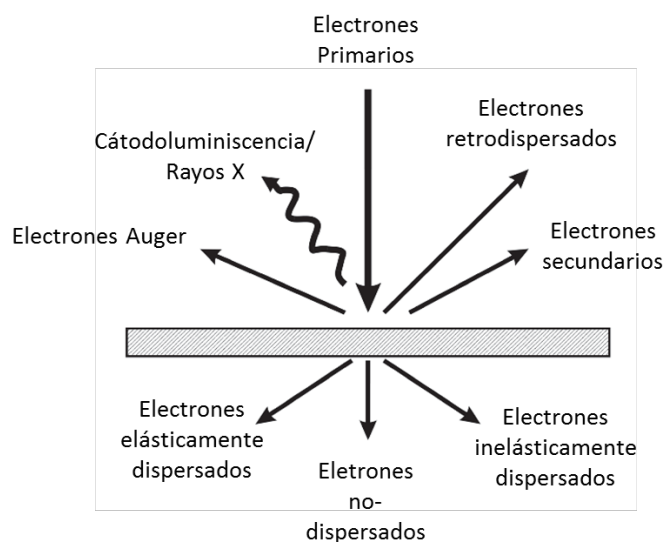 Electrones
Primarios
Electrones
retrodispersados
Cátodoluminiscencia/
Rayos X
Electrones Auger
Electrones
secundarios
Electrones
elásticamente
dispersados
Eletrones
no-
dispersados
Electrones
inelásticamente
dispersados